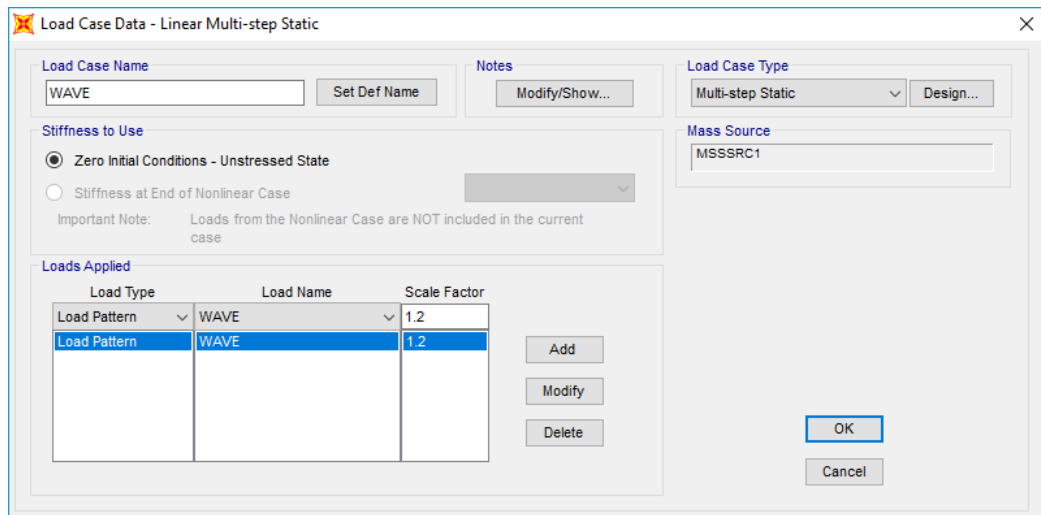 Load Case Data - Linear Multi-step Static
Load Case Name
WAVE
Set Def Name
Notes
Modify/Show...
Load Case Type
Multi-step Static
Design...
Stiffness to Use
Zero Initial Conditions - Unstressed State
Stiffness at End of Nonlinear Case
Important Note: Loads from the Nonlinear Case are NOT included in the current
case
Mass Source
MSSSRC1
Loads Applied
Load Type Load Name Scale Factor
Load Pattern WAVE 1.2
Load Pattern WAVE 1.2
Add
Modify
Delete
OK
Cancel